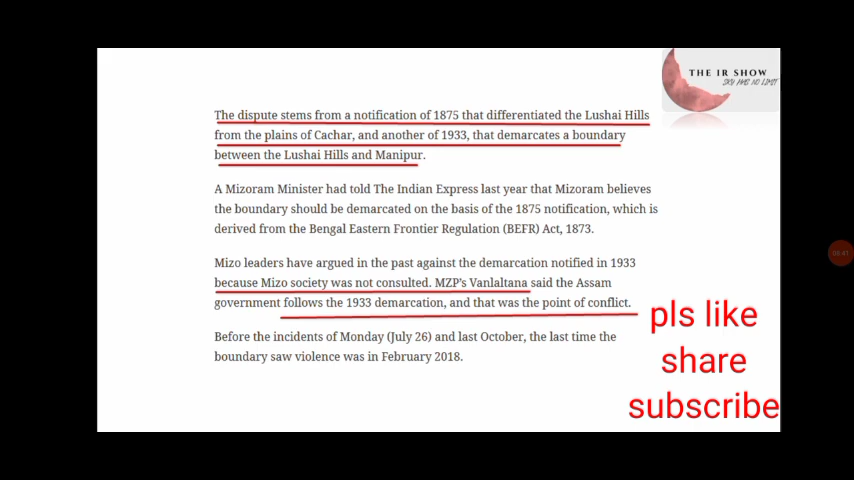 THE IR SHOW
SKY HAS NO LIMIT
The dispute stems from a notification of 1875 that differentiated the Lushai Hills
from the plains of Cachar, and another of 1933, that demarcates a boundary
between the Lushai Hills and Manipur.
A Mizoram Minister had told The Indian Express last year that Mizoram believes
the boundary should be demarcated on the basis of the 1875 notification, which is
derived from the Bengal Eastern Frontier Regulation (BEFR) Act, 1873.
Mizo leaders have argued in the past against the demarcation notified in 1933
because Mizo society was not consulted. MZP's Vanlaltana said the Assam
government follows the 1933 demarcation, and that was the point of conflict.
Before the incidents of Monday (July 26) and last October, the last time the
boundary saw violence was in February 2018.
pls like
share
subscribe